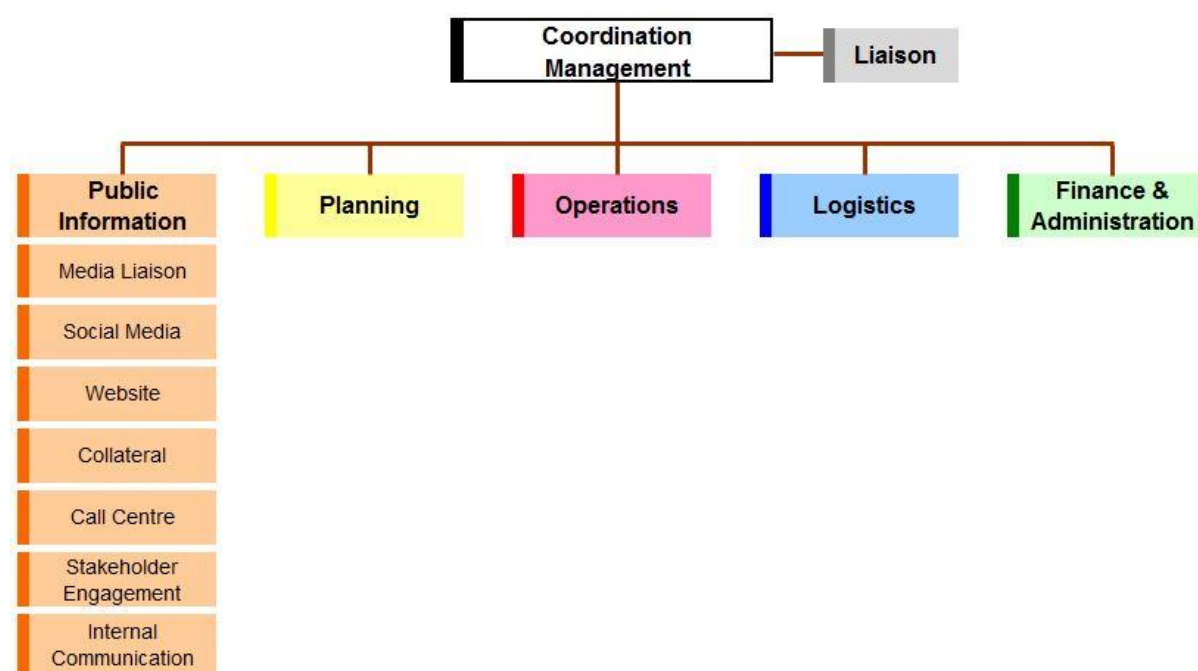 Coordination
Management
Liaison
Public
Information
Planning
Operations
Logistics
Finance &
Administration
Media Liaison
Social Media
Website
Collateral
Call Centre
Stakeholder
Engagement
Internal
Communication